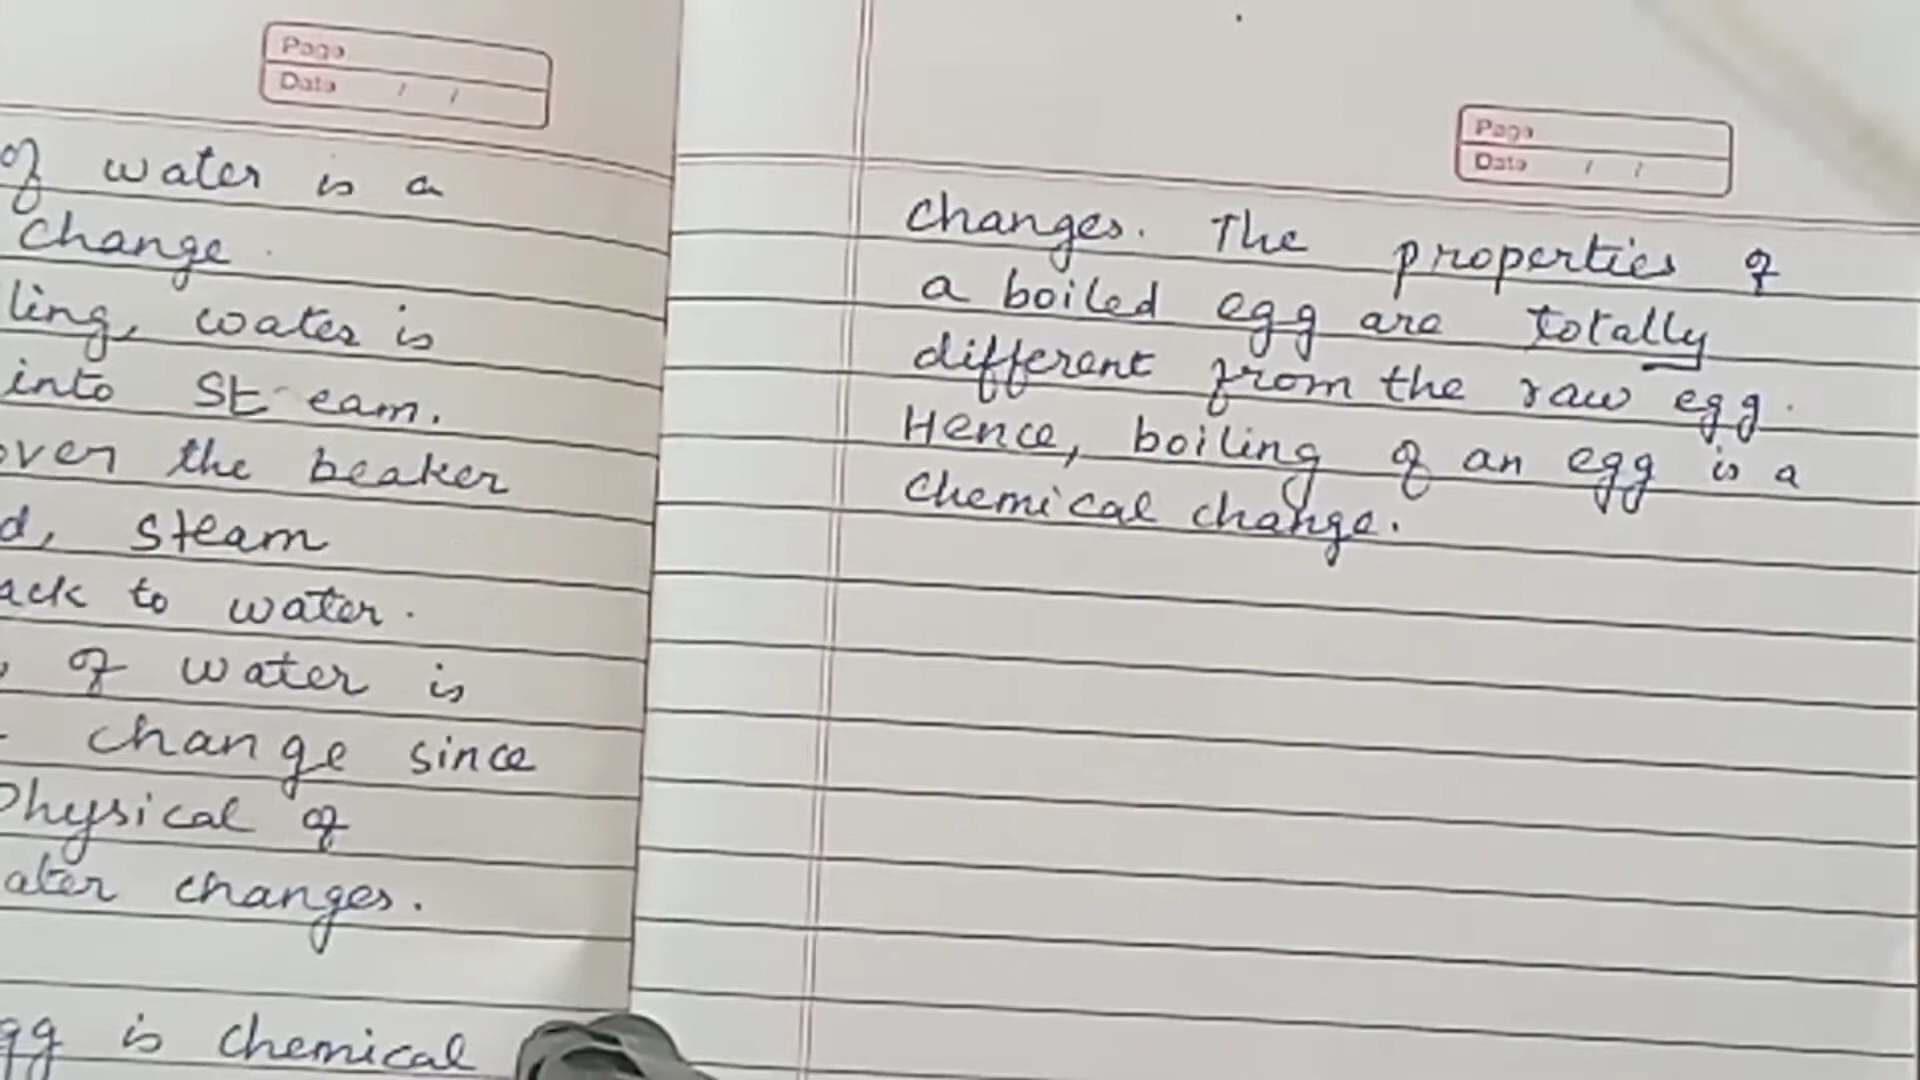 Page
Date / /
of water is a
change.
ling, water is
into St eam.
over the beaker
d, steam
ack to water.
of water is
change since
Physical of
ater changes.
gg is chemical
Page
Date / /
changes. The properties of
a boiled egg are totally
different from the raw egg.
Hence, boiling of an egg is a
chemical change.